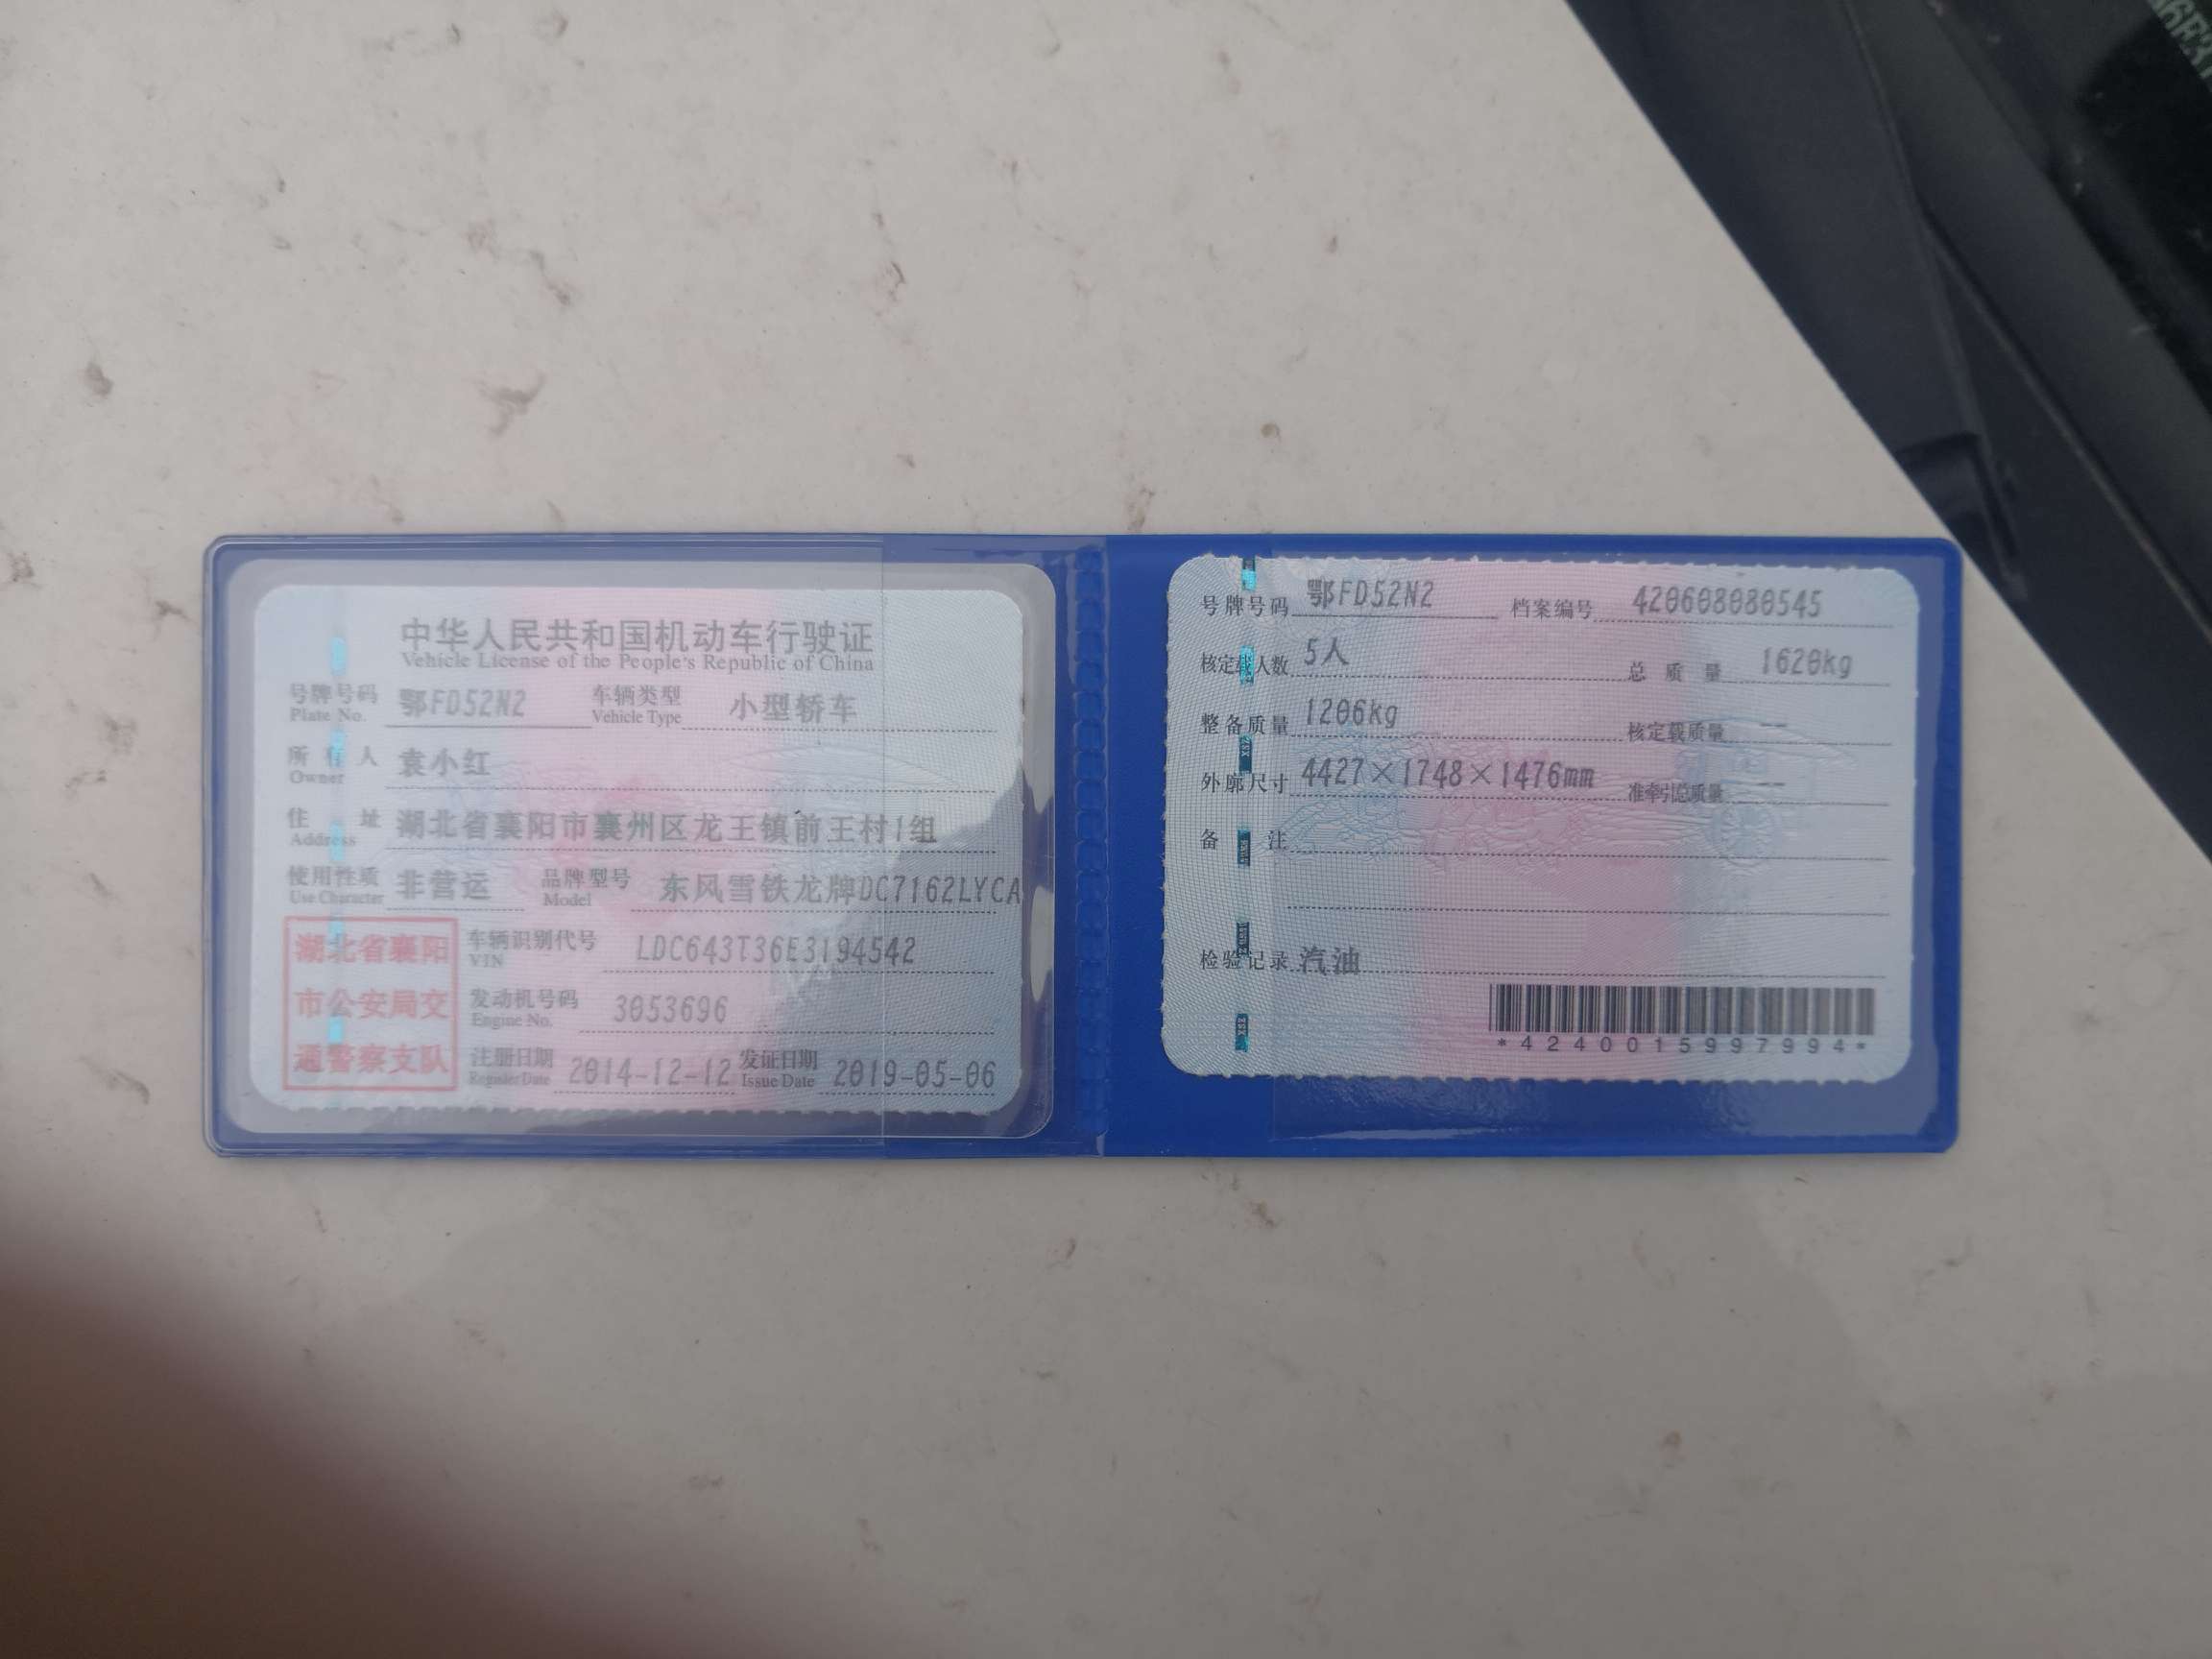 中华人民共和国机动车行驶证
Vehicle License of the People's Republic of China
号牌号码 鄂FD52N2 车辆类型 小型轿车
Plate No. Vehicle Type
所有人 袁小红
Owner
住址 湖北省襄阳市襄州区龙王镇前王村1组
Address
使用性质 非营运 品牌型号 东风雪铁龙牌DC7162LYCA
Use Character Model
湖北省襄阳
市公安局交
通警察支队
车辆识别代号 LDC643T36E3194542
VIN
发动机号码 3053696
Engine No.
注册日期 2014-12-12 发证日期 2019-05-06
Register Date Issue Date
号牌号码 鄂FD52N2 档案编号 420608080545
核定载人数 5人 总质量 1620kg
整备质量 1206kg 核定载质量 --
外廓尺寸 4427×1748×1476mm 准牵引总质量 --
备注
检验记录 汽油
*4240015997994*